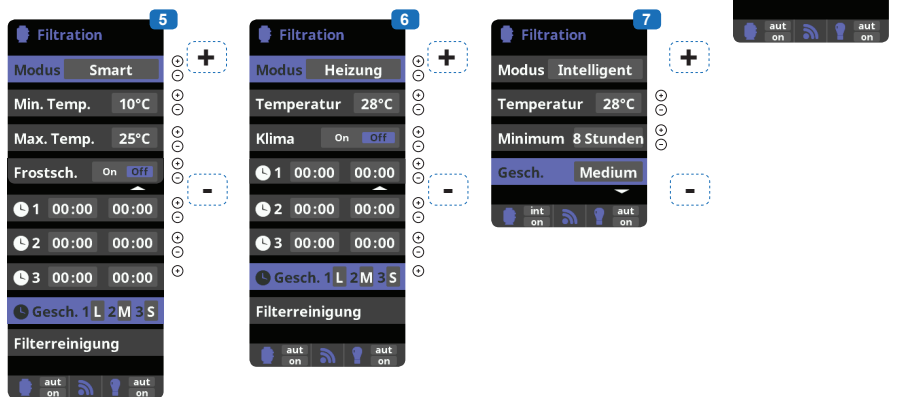 5
Filtration
Modus Smart
Min. Temp. 10°C
Max. Temp. 25°C
Frostsch. On Off
1 00:00 00:00
2 00:00 00:00
3 00:00 00:00
Gesch. 1 L 2 M 3 S
Filterreinigung
aut
on
aut
on
+
-
6
Filtration
Modus Heizung
Temperatur 28°C
Klima On Off
1 00:00 00:00
2 00:00 00:00
3 00:00 00:00
Gesch. 1 L 2 M 3 S
Filterreinigung
aut
on
aut
on
+
-
7
Filtration
Modus Intelligent
Temperatur 28°C
Minimum 8 Stunden
Gesch. Medium
int
on
aut
on
+
-
aut
on
aut
on